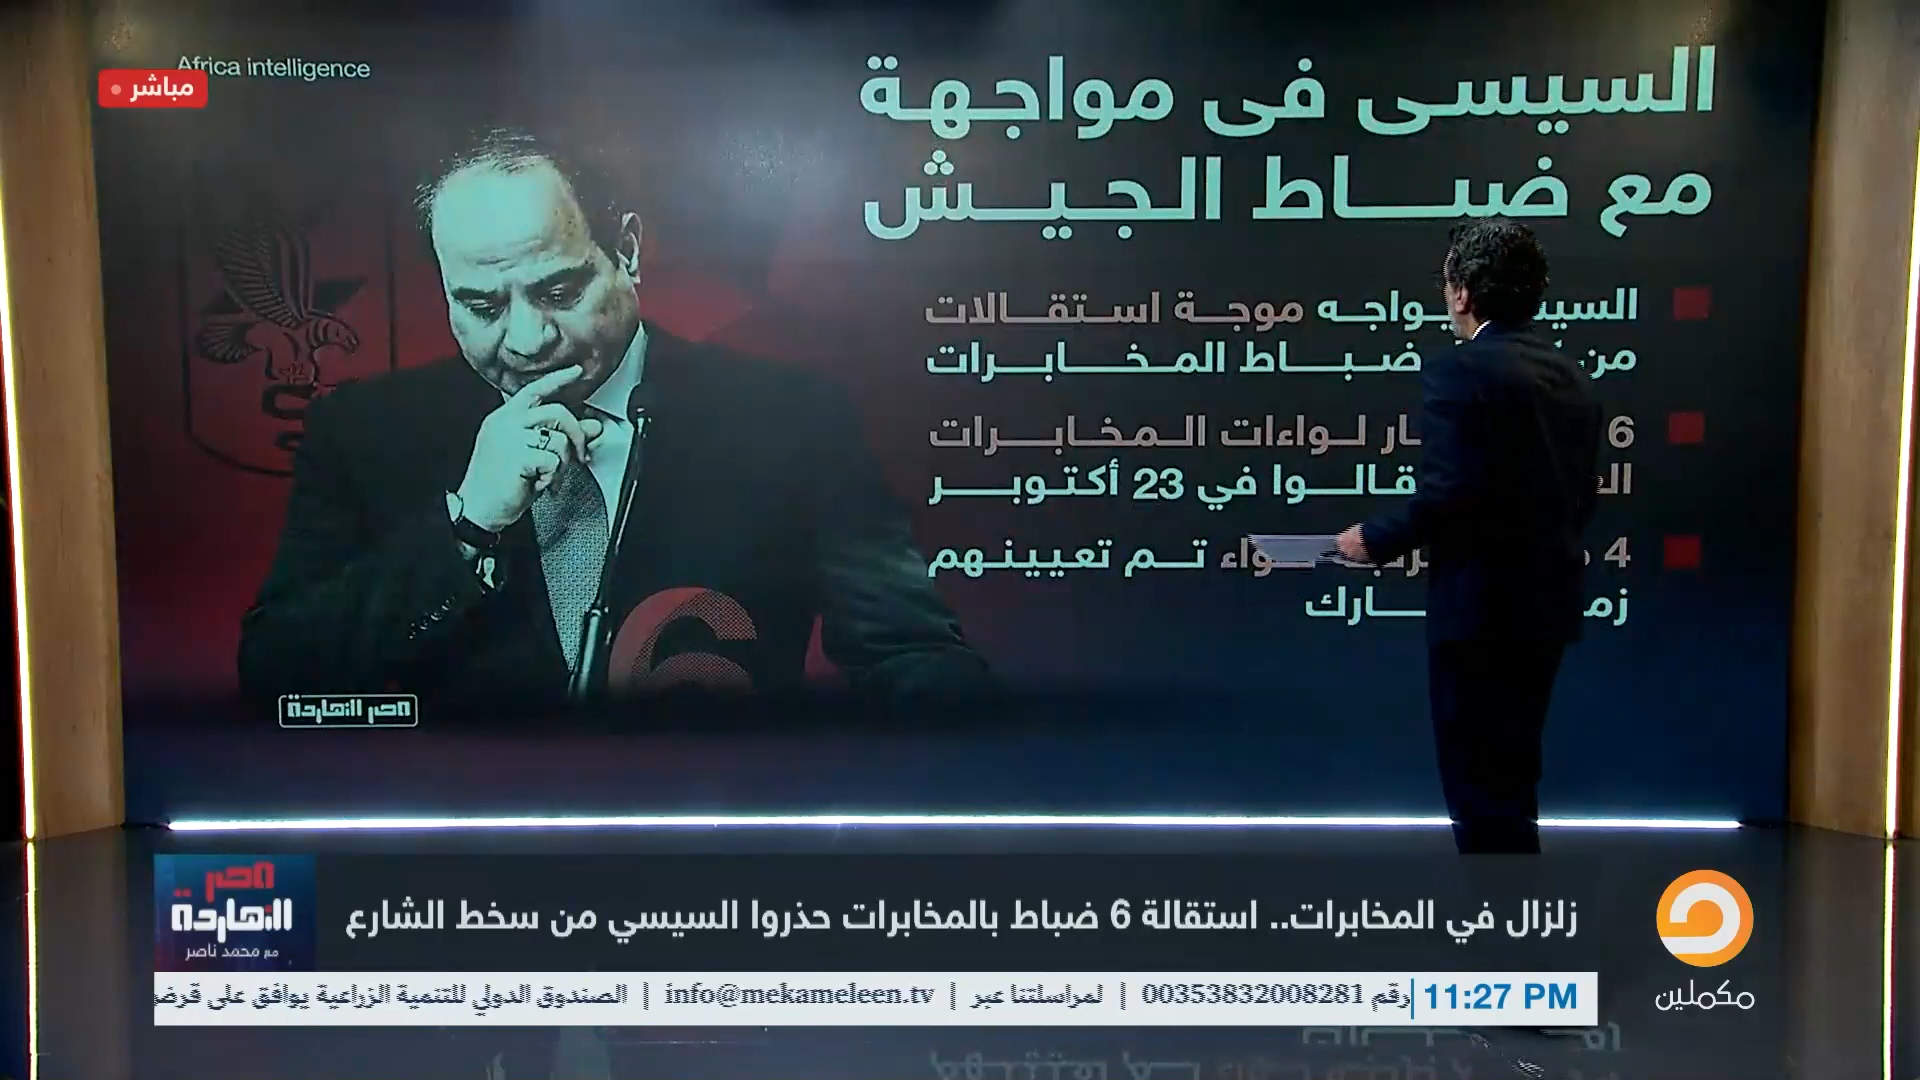 Africa intelligence
مباشر
السيسى فى مواجهة
مع ضباط الجيش
يواجه موجة استقالات
من ضباط المخابرات
6 لواءات المخابرات
في 23 أكتوبر
4 تم تعيينهم
مصر النهاردة
زلزال في المخابرات.. استقالة 6 ضباط بالمخابرات حذروا السيسي من سخط الشارع
مصر
النهاردة
مع محمد ناصر
11:27 PM
رقم 00353832008281 | لمراسلتنا عبر | info@mekameleen.tv | الصندوق الدولي للتنمية الزراعية يوافق على
مكملين